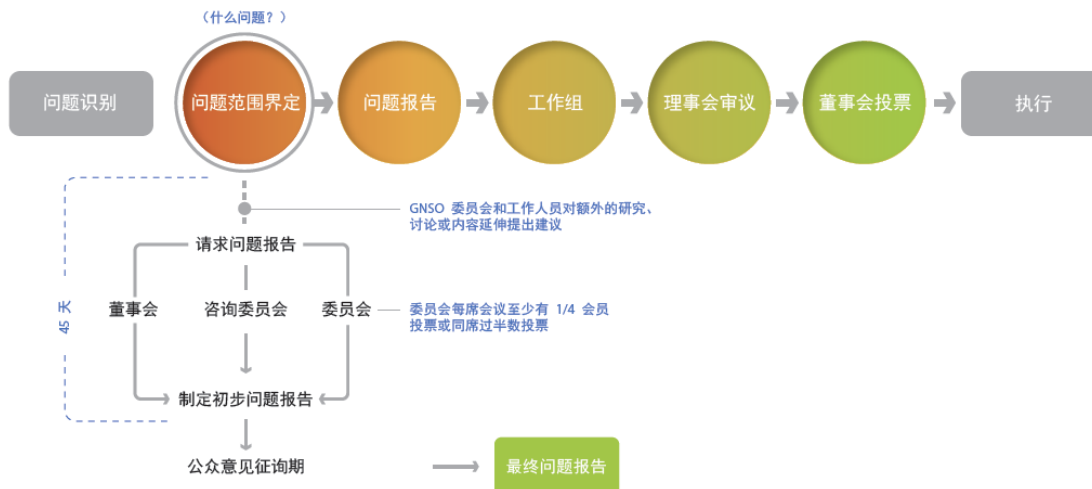 （什么问题？）
问题识别
问题范围界定
问题报告
工作组
理事会审议
董事会投票
执行
GNSO 委员会和工作人员对额外的研究、
讨论或内容延伸提出建议
请求问题报告
45 天
董事会
咨询委员会
委员会
委员会每席会议至少有 1/4 会员
投票或同席过半数投票
制定初步问题报告
公众意见征询期
最终问题报告